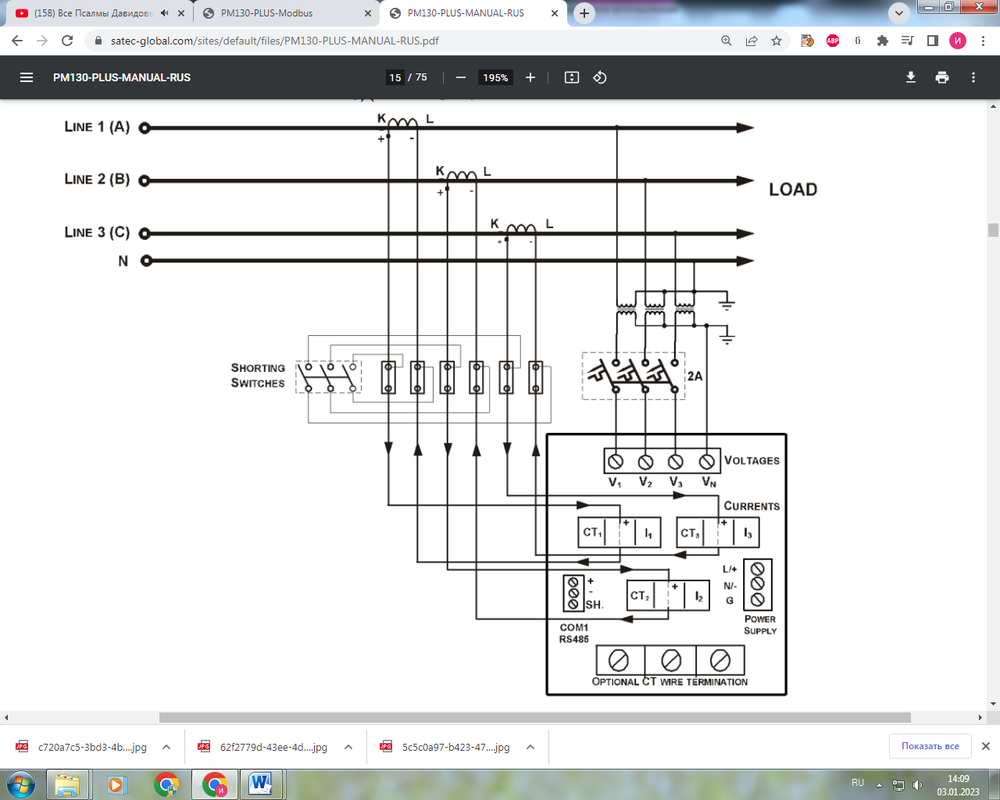 (158) Все Псалмы Давидовы
PM130-PLUS-Modbus
PM130-PLUS-MANUAL-RUS
satec-global.com/sites/default/files/PM130-PLUS-MANUAL-RUS.pdf
ABP
И
PM130-PLUS-MANUAL-RUS
15 / 75
195%
LINE 1 (A)
K
L
+
-
LINE 2 (B)
K
L
+
-
LOAD
LINE 3 (C)
K
L
+
-
N
SHORTING
SWITCHES
2A
VOLTAGES
V1 V2 V3 VN
CURRENTS
CT1 + I1
CT3 + I3
L/+
N/-
G
POWER
SUPPLY
+
-
SH.
COM1
RS485
CT2 + I2
OPTIONAL CT WIRE TERMINATION
c720a7c5-3bd3-4b....jpg
62f2779d-43ee-4d....jpg
5c5c0a97-b423-47....jpg
Показать все
RU
14:09
03.01.2023